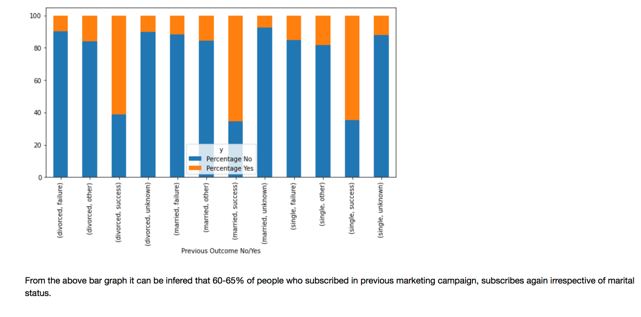 100
80
60
40
20
0
y
Percentage No
Percentage Yes
(divorced, failure)
(divorced, other)
(divorced, success)
(divorced, unknown)
(married, failure)
(married, other)
(married, success)
(married, unknown)
(single, failure)
(single, other)
(single, success)
(single, unknown)
Previous Outcome No/Yes
From the above bar graph it can be infered that 60-65% of people who subscribed in previous marketing campaign, subscribes again irrespective of marital
status.